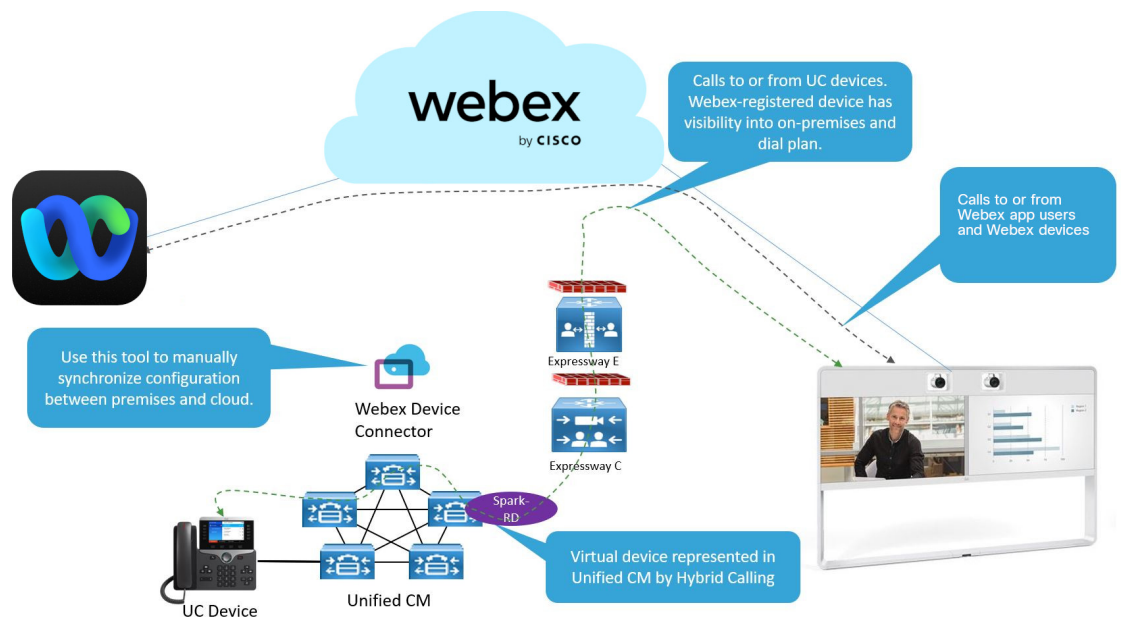 webex
by CISCO
Calls to or from UC devices.
Webex-registered device has
visibility into on-premises and
dial plan.
Calls to or from
Webex app users
and Webex devices
Use this tool to manually
synchronize configuration
between premises and cloud.
Webex Device
Connector
Expressway E
Expressway C
Spark-
RD
Virtual device represented in
Unified CM by Hybrid Calling
UC Device
Unified CM